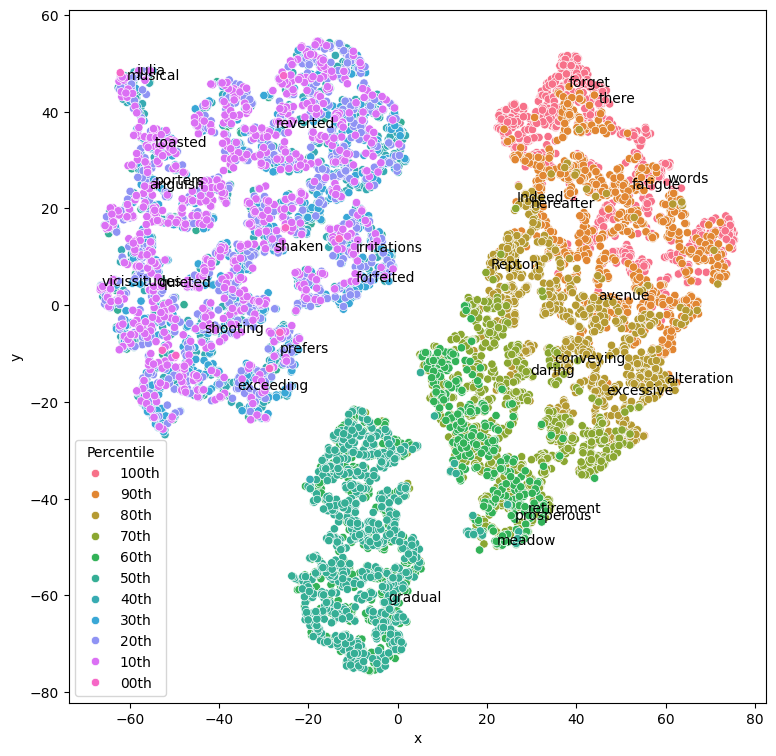 60
40
20
0
−20
−40
−60
−80
y
−60
−40
−20
0
20
40
60
80
x
julia
musical
forget
there
reverted
toasted
porters
anguish
words
fatigue
Indeed
hereafter
shaken
irritations
Repton
vicissitudes
quieted
forfeited
avenue
shooting
prefers
conveying
daring
exceeding
alteration
excessive
retirement
prosperous
meadow
gradual
Percentile
100th
90th
80th
70th
60th
50th
40th
30th
20th
10th
00th